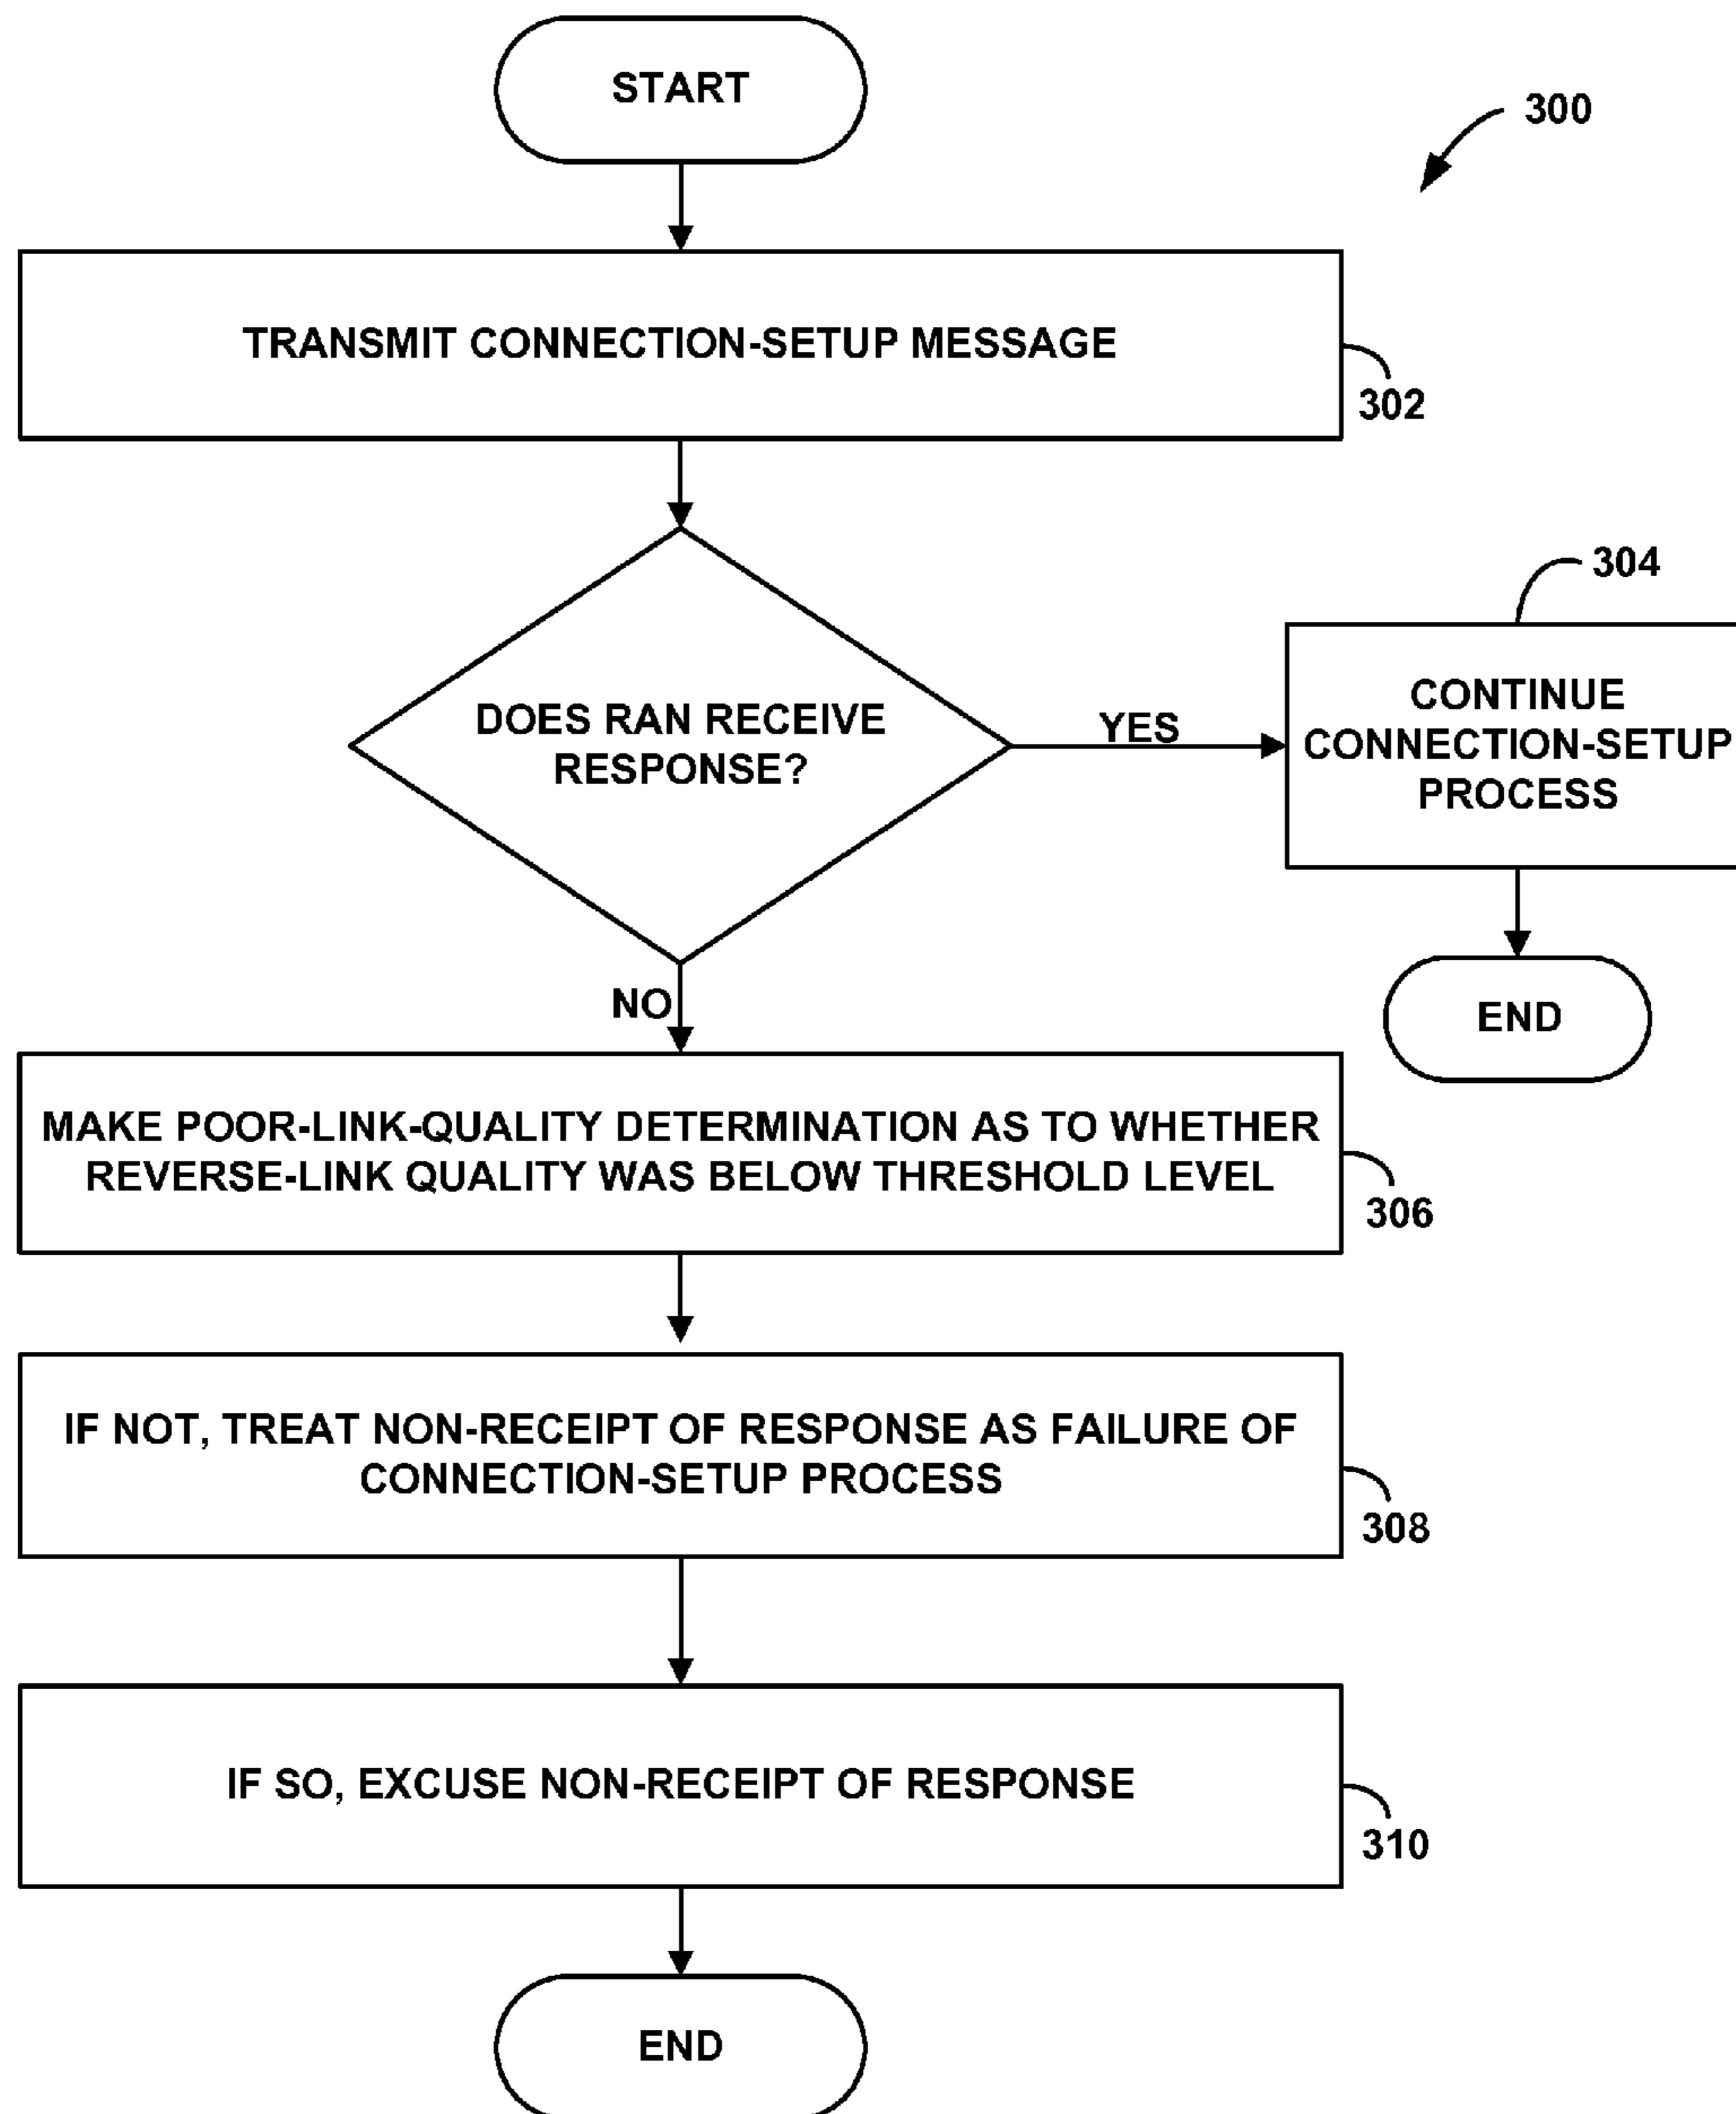 START
300
TRANSMIT CONNECTION-SETUP MESSAGE
302
304
DOES RAN RECEIVE
RESPONSE?
YES
CONTINUE
CONNECTION-SETUP
PROCESS
NO
END
MAKE POOR-LINK-QUALITY DETERMINATION AS TO WHETHER
REVERSE-LINK QUALITY WAS BELOW THRESHOLD LEVEL
306
IF NOT, TREAT NON-RECEIPT OF RESPONSE AS FAILURE OF
CONNECTION-SETUP PROCESS
308
IF SO, EXCUSE NON-RECEIPT OF RESPONSE
310
END